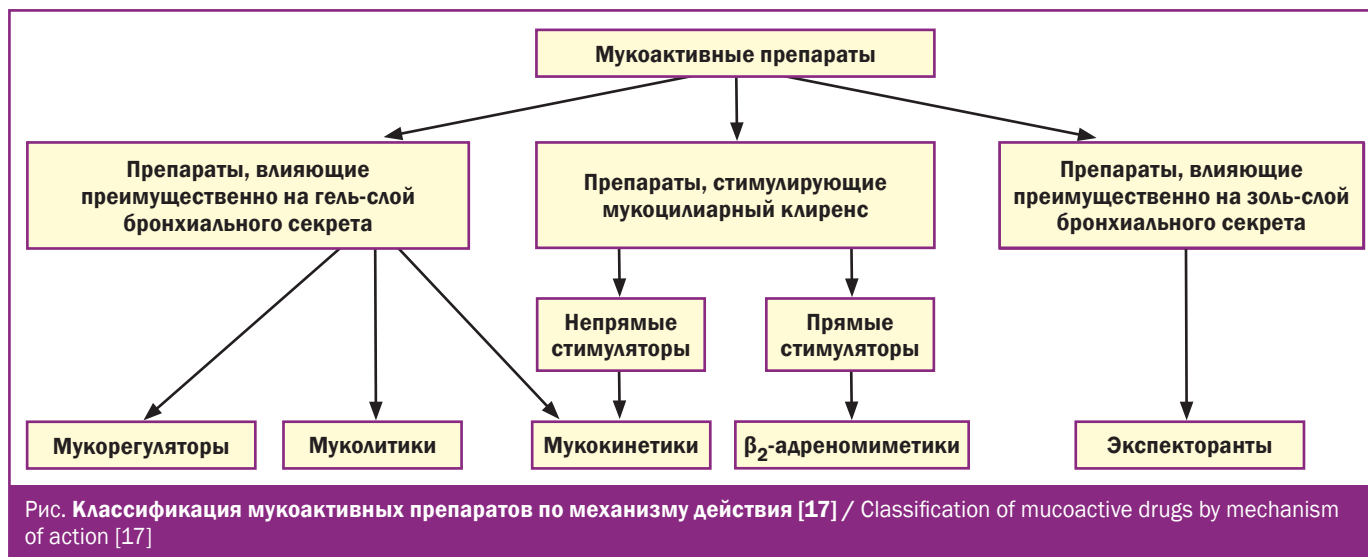 Мукоактивные препараты
Препараты, влияющие
преимущественно на гель-слой
бронхиального секрета
Препараты, стимулирующие
мукоцилиарный клиренс
Препараты, влияющие
преимущественно на золь-слой
бронхиального секрета
Непрямые
стимуляторы
Прямые
стимуляторы
Мукорегуляторы
Муколитики
Мукокинетики
β₂-адреномиметики
Экспекторанты
Рис. Классификация мукоактивных препаратов по механизму действия [17] / Classification of mucoactive drugs by mechanism
of action [17]